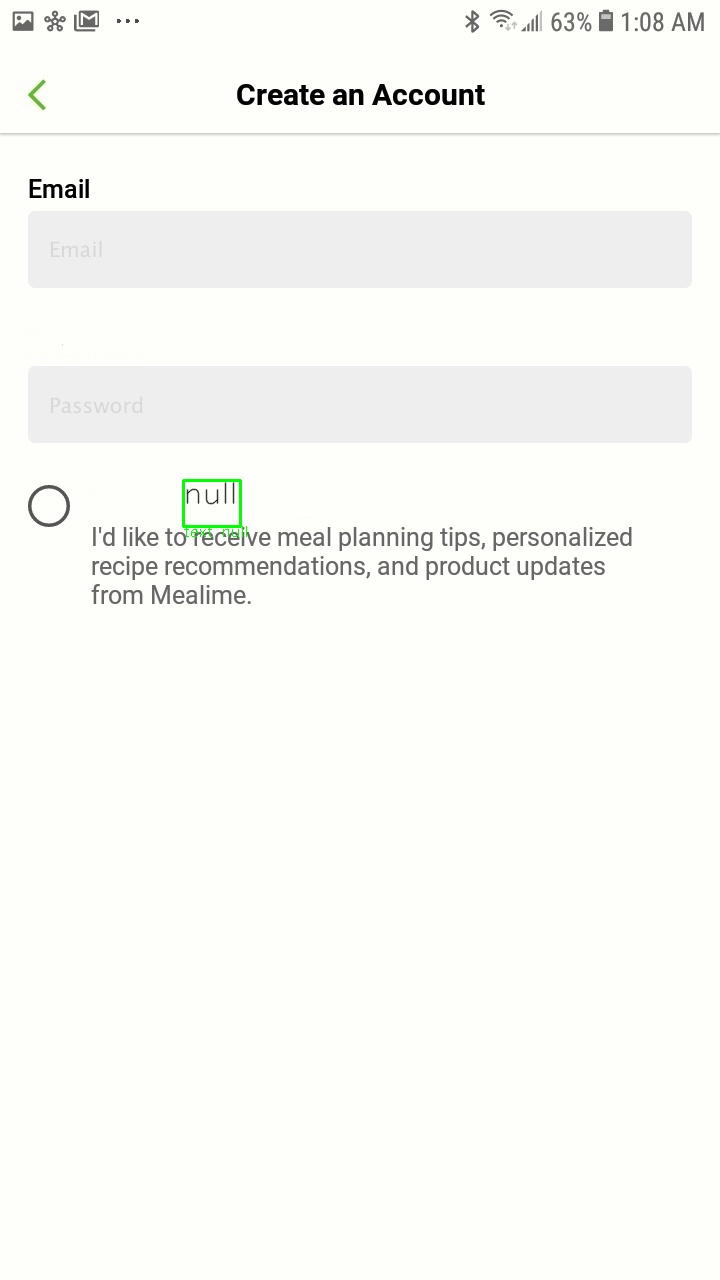 63% 1:08 AM
Create an Account
Email
Email
Password
null
text null
I'd like to receive meal planning tips, personalized
recipe recommendations, and product updates
from Mealime.